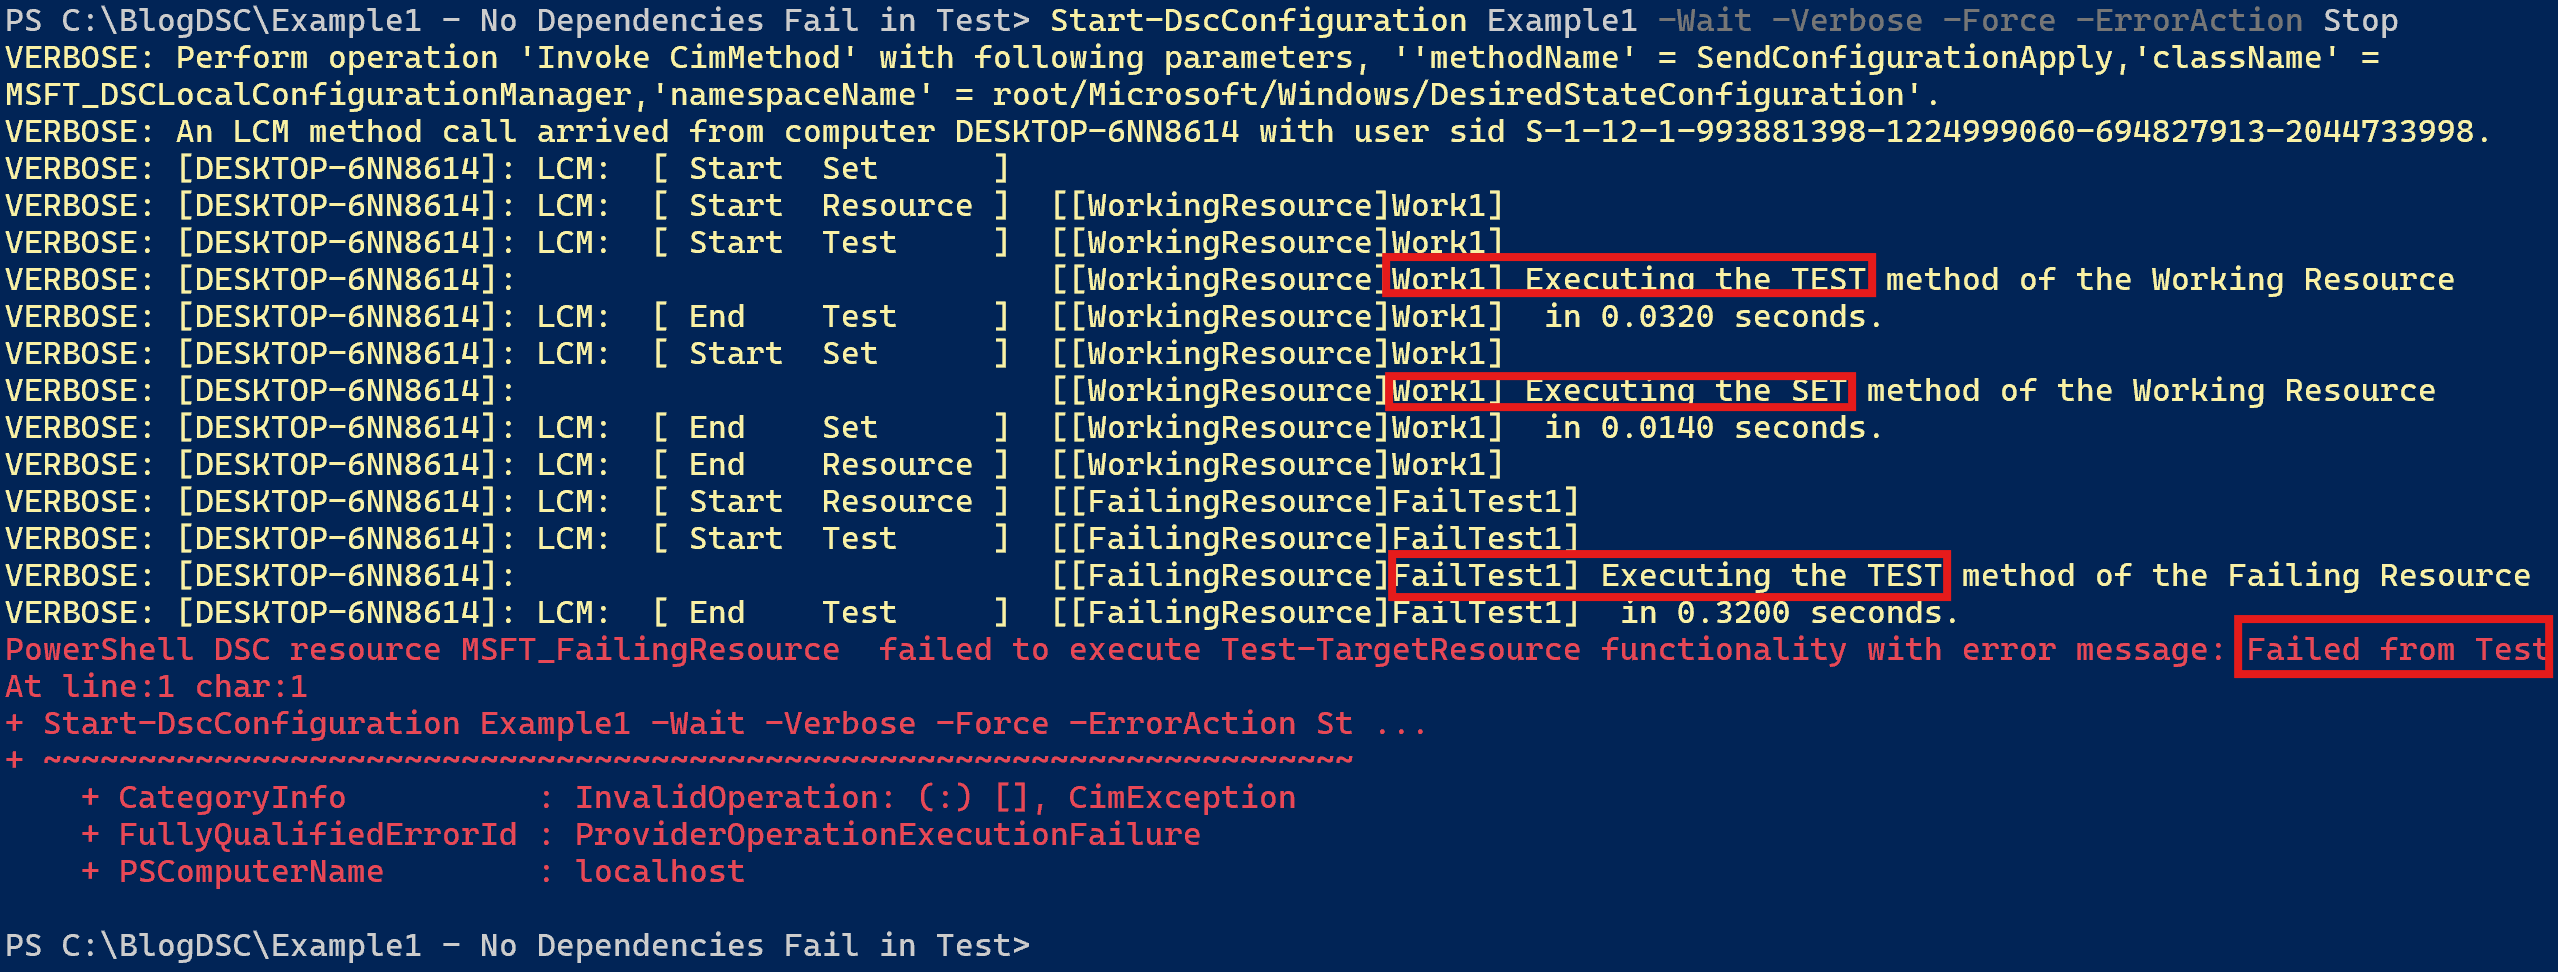 PS C:\BlogDSC\Example1 - No Dependencies Fail in Test> Start-DscConfiguration Example1 -Wait -Verbose -Force -ErrorAction Stop
VERBOSE: Perform operation 'Invoke CimMethod' with following parameters, ''methodName' = SendConfigurationApply,'className' =
MSFT_DSCLocalConfigurationManager,'namespaceName' = root/Microsoft/Windows/DesiredStateConfiguration'.
VERBOSE: An LCM method call arrived from computer DESKTOP-6NN8614 with user sid S-1-12-1-993881398-1224999060-694827913-2044733998.
VERBOSE: [DESKTOP-6NN8614]: LCM:  [ Start  Set      ]
VERBOSE: [DESKTOP-6NN8614]: LCM:  [ Start  Resource ]  [[WorkingResource]Work1]
VERBOSE: [DESKTOP-6NN8614]: LCM:  [ Start  Test     ]  [[WorkingResource]Work1]
VERBOSE: [DESKTOP-6NN8614]:                            [[WorkingResource]Work1] Executing the TEST method of the Working Resource
VERBOSE: [DESKTOP-6NN8614]: LCM:  [ End    Test     ]  [[WorkingResource]Work1]  in 0.0320 seconds.
VERBOSE: [DESKTOP-6NN8614]: LCM:  [ Start  Set      ]  [[WorkingResource]Work1]
VERBOSE: [DESKTOP-6NN8614]:                            [[WorkingResource]Work1] Executing the SET method of the Working Resource
VERBOSE: [DESKTOP-6NN8614]: LCM:  [ End    Set      ]  [[WorkingResource]Work1]  in 0.0140 seconds.
VERBOSE: [DESKTOP-6NN8614]: LCM:  [ End    Resource ]  [[WorkingResource]Work1]
VERBOSE: [DESKTOP-6NN8614]: LCM:  [ Start  Resource ]  [[FailingResource]FailTest1]
VERBOSE: [DESKTOP-6NN8614]: LCM:  [ Start  Test     ]  [[FailingResource]FailTest1]
VERBOSE: [DESKTOP-6NN8614]:                            [[FailingResource]FailTest1] Executing the TEST method of the Failing Resource
VERBOSE: [DESKTOP-6NN8614]: LCM:  [ End    Test     ]  [[FailingResource]FailTest1]  in 0.3200 seconds.
PowerShell DSC resource MSFT_FailingResource  failed to execute Test-TargetResource functionality with error message: Failed from Test
At line:1 char:1
+ Start-DscConfiguration Example1 -Wait -Verbose -Force -ErrorAction St ...
+ ~~~~~~~~~~~~~~~~~~~~~~~~~~~~~~~~~~~~~~~~~~~~~~~~~~~~~~~~~~~~~~~~~~~~~
    + CategoryInfo          : InvalidOperation: (:) [], CimException
    + FullyQualifiedErrorId : ProviderOperationExecutionFailure
    + PSComputerName        : localhost
PS C:\BlogDSC\Example1 - No Dependencies Fail in Test>